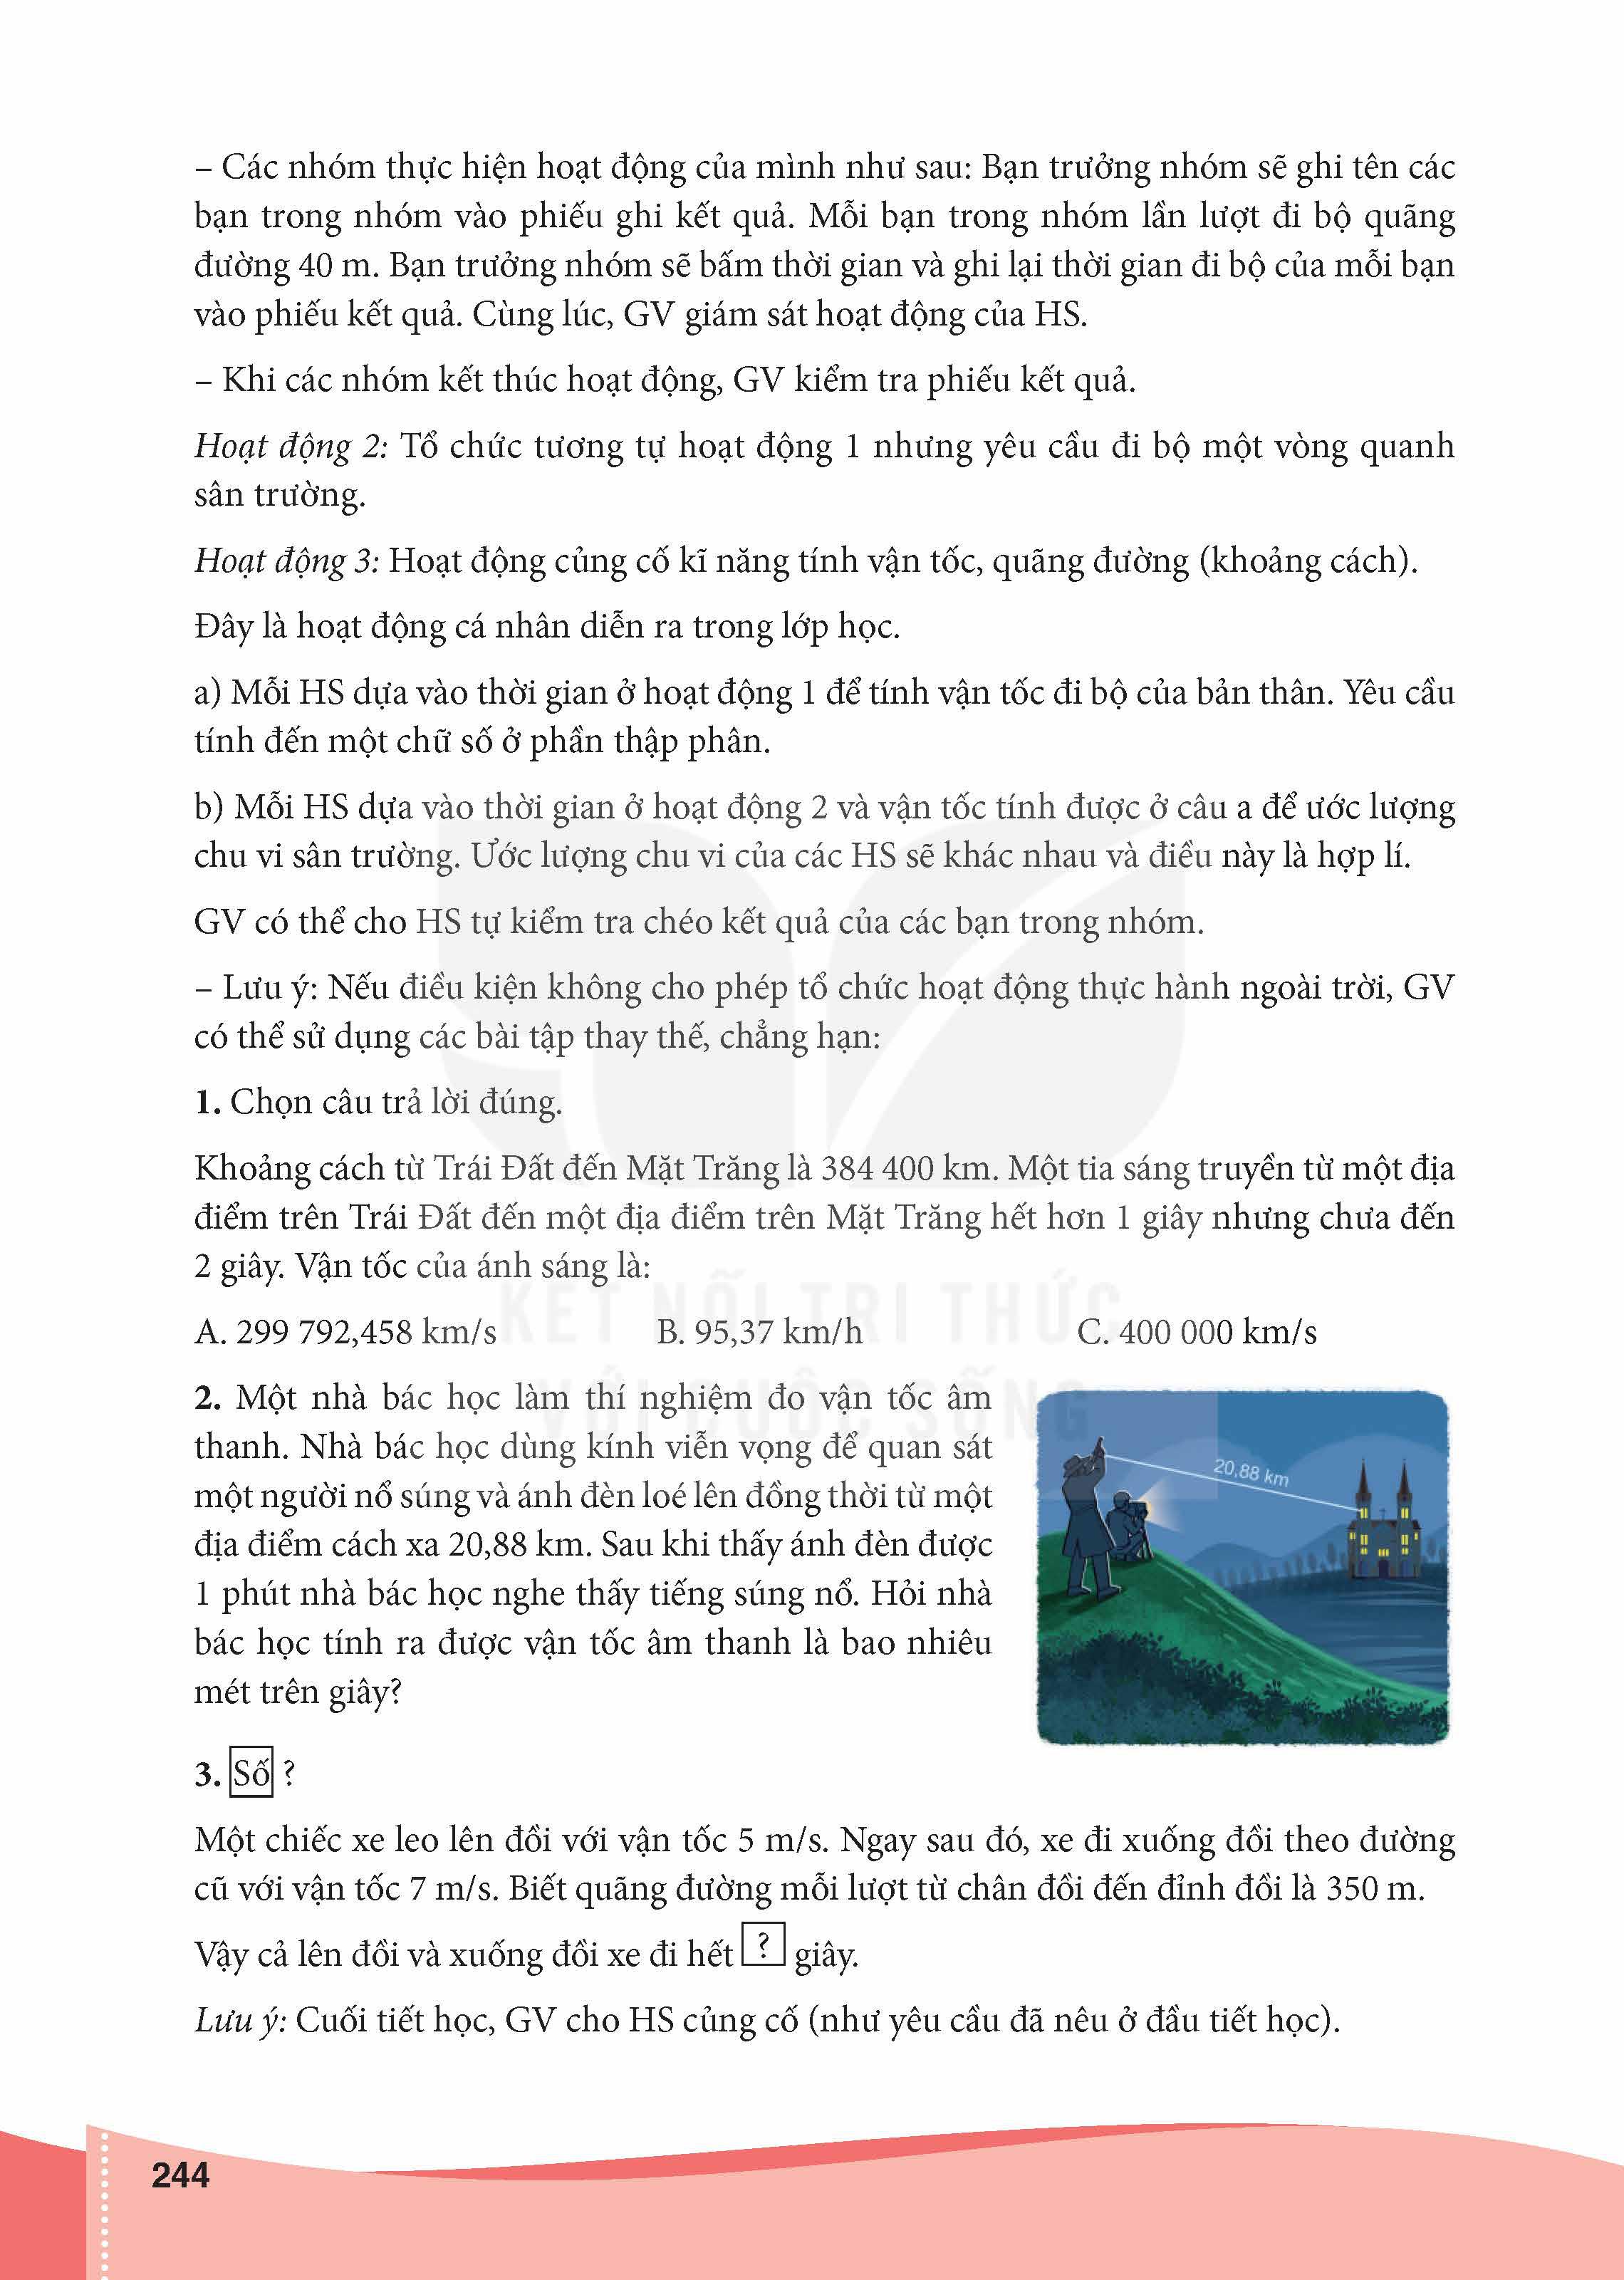 – Các nhóm thực hiện hoạt động của mình như sau: Bạn trưởng nhóm sẽ ghi tên các
bạn trong nhóm vào phiếu ghi kết quả. Mỗi bạn trong nhóm lần lượt đi bộ quãng
đường 40 m. Bạn trưởng nhóm sẽ bấm thời gian và ghi lại thời gian đi bộ của mỗi bạn
vào phiếu kết quả. Cùng lúc, GV giám sát hoạt động của HS.
– Khi các nhóm kết thúc hoạt động, GV kiểm tra phiếu kết quả.
Hoạt động 2: Tổ chức tương tự hoạt động 1 nhưng yêu cầu đi bộ một vòng quanh
sân trường.
Hoạt động 3: Hoạt động củng cố kĩ năng tính vận tốc, quãng đường (khoảng cách).
Đây là hoạt động cá nhân diễn ra trong lớp học.
a) Mỗi HS dựa vào thời gian ở hoạt động 1 để tính vận tốc đi bộ của bản thân. Yêu cầu
tính đến một chữ số ở phần thập phân.
b) Mỗi HS dựa vào thời gian ở hoạt động 2 và vận tốc tính được ở câu a để ước lượng
chu vi sân trường. Ước lượng chu vi của các HS sẽ khác nhau và điều này là hợp lí.
GV có thể cho HS tự kiểm tra chéo kết quả của các bạn trong nhóm.
– Lưu ý: Nếu điều kiện không cho phép tổ chức hoạt động thực hành ngoài trời, GV
có thể sử dụng các bài tập thay thế, chẳng hạn:
1. Chọn câu trả lời đúng.
Khoảng cách từ Trái Đất đến Mặt Trăng là 384 400 km. Một tia sáng truyền từ một địa
điểm trên Trái Đất đến một địa điểm trên Mặt Trăng hết hơn 1 giây nhưng chưa đến
2 giây. Vận tốc của ánh sáng là:
KẾT NỐI TRI THỨC
A. 299 792,458 km/s B. 95,37 km/h C. 400 000 km/s
VỚI CUỘC SỐNG
2. Một nhà bác học làm thí nghiệm đo vận tốc âm
thanh. Nhà bác học dùng kính viễn vọng để quan sát
một người nổ súng và ánh đèn loé lên đồng thời từ một
địa điểm cách xa 20,88 km. Sau khi thấy ánh đèn được
1 phút nhà bác học nghe thấy tiếng súng nổ. Hỏi nhà
bác học tính ra được vận tốc âm thanh là bao nhiêu
mét trên giây?
20,88 km
3. Số ?
Một chiếc xe leo lên đồi với vận tốc 5 m/s. Ngay sau đó, xe đi xuống đồi theo đường
cũ với vận tốc 7 m/s. Biết quãng đường mỗi lượt từ chân đồi đến đỉnh đồi là 350 m.
Vậy cả lên đồi và xuống đồi xe đi hết ? giây.
Lưu ý: Cuối tiết học, GV cho HS củng cố (như yêu cầu đã nêu ở đầu tiết học).
244